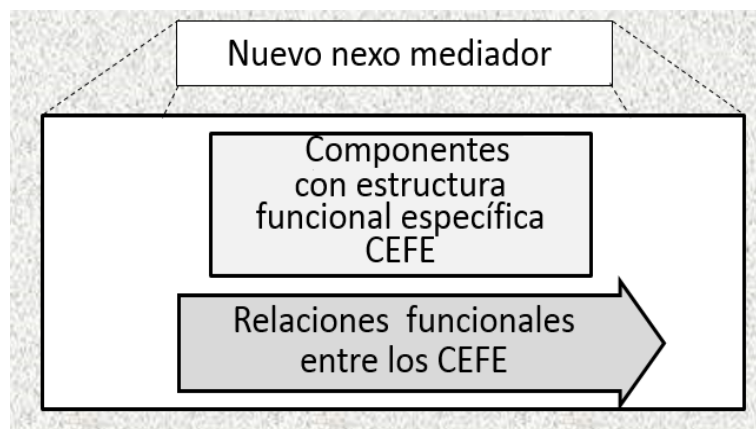 Nuevo nexo mediador
Componentes
con estructura
funcional específica
CEFE
Relaciones funcionales
entre los CEFE